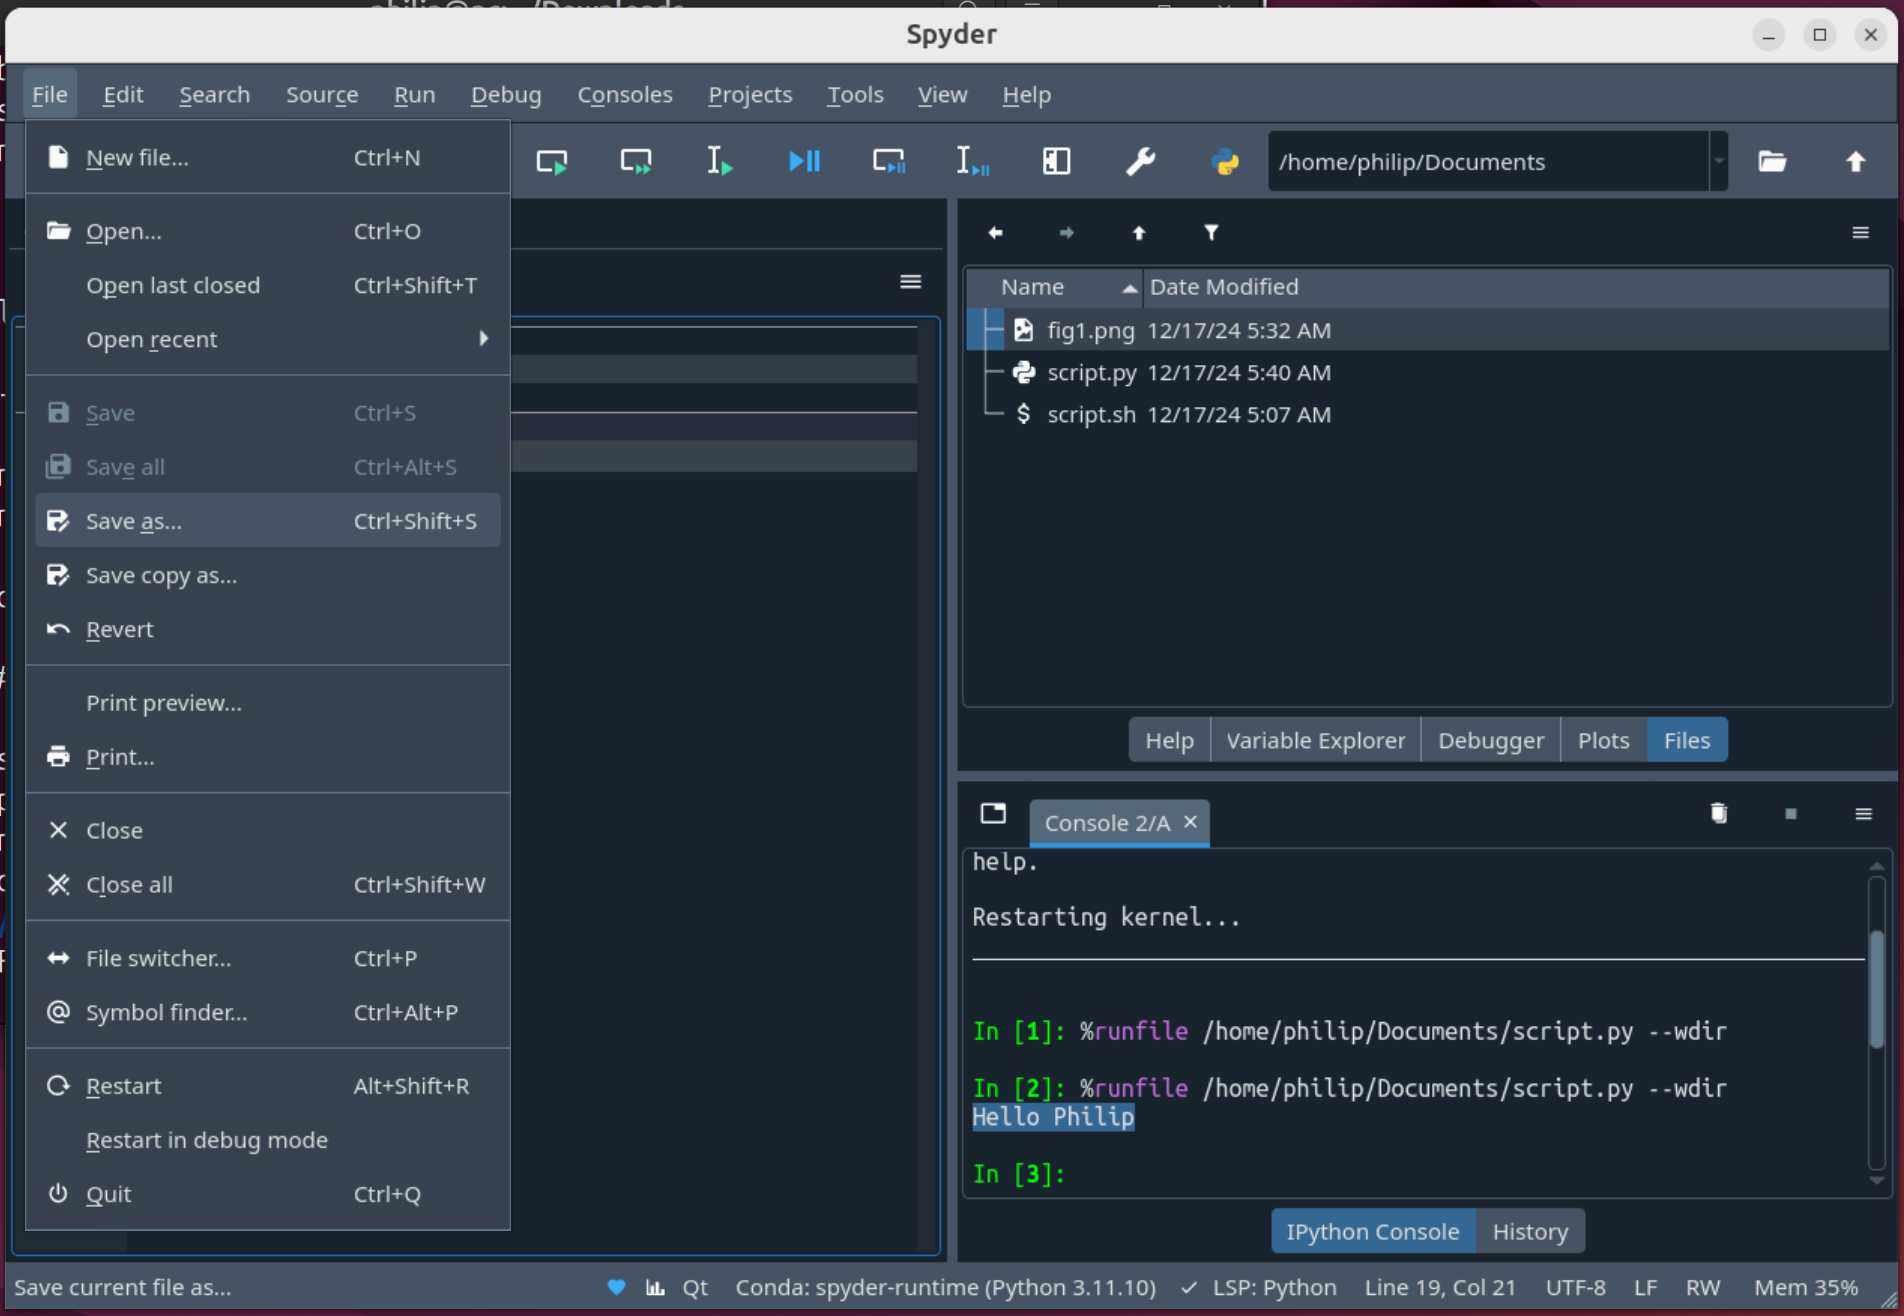 Spyder
File Edit Search Source Run Debug Consoles Projects Tools View Help
/home/philip/Documents
New file... Ctrl+N
Open... Ctrl+O
Open last closed Ctrl+Shift+T
Open recent
Save Ctrl+S
Save all Ctrl+Alt+S
Save as... Ctrl+Shift+S
Save copy as...
Revert
Print preview...
Print...
Close
Close all Ctrl+Shift+W
File switcher... Ctrl+P
Symbol finder... Ctrl+Alt+P
Restart Alt+Shift+R
Restart in debug mode
Quit Ctrl+Q
Name Date Modified
fig1.png 12/17/24 5:32 AM
script.py 12/17/24 5:40 AM
script.sh 12/17/24 5:07 AM
Help Variable Explorer Debugger Plots Files
Console 2/A
help.
Restarting kernel...
In [1]: %runfile /home/philip/Documents/script.py --wdir
In [2]: %runfile /home/philip/Documents/script.py --wdir
Hello Philip
In [3]:
IPython Console History
Save current file as... Qt Conda: spyder-runtime (Python 3.11.10) ✓ LSP: Python Line 19, Col 21 UTF-8 LF RW Mem 35%